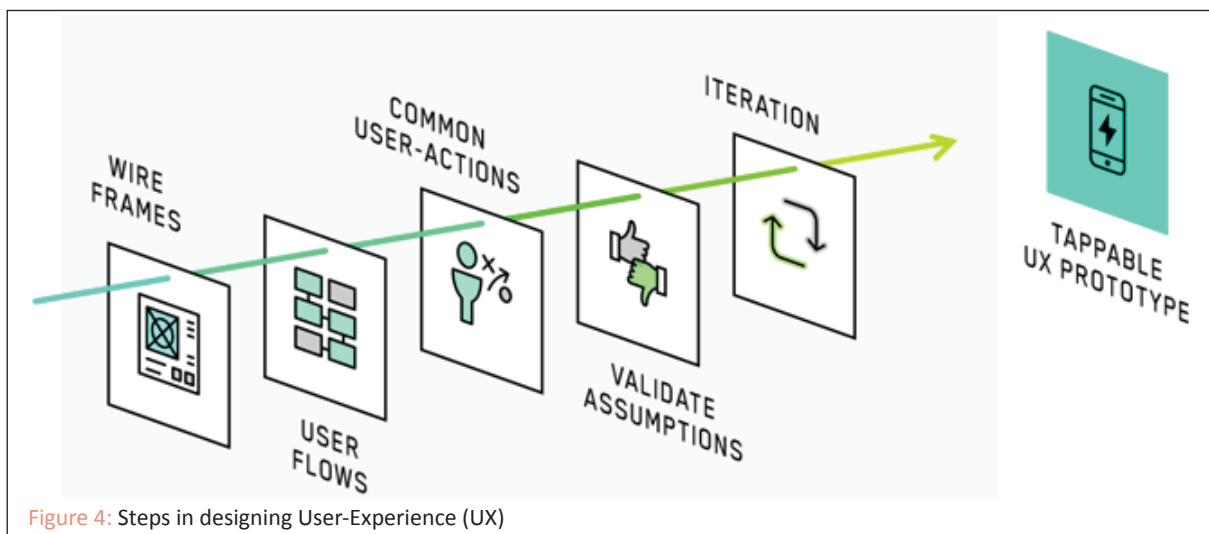 WIRE
FRAMES
USER
FLOWS
COMMON
USER-ACTIONS
VALIDATE
ASSUMPTIONS
ITERATION
TAPPABLE
UX PROTOTYPE
Figure 4: Steps in designing User-Experience (UX)